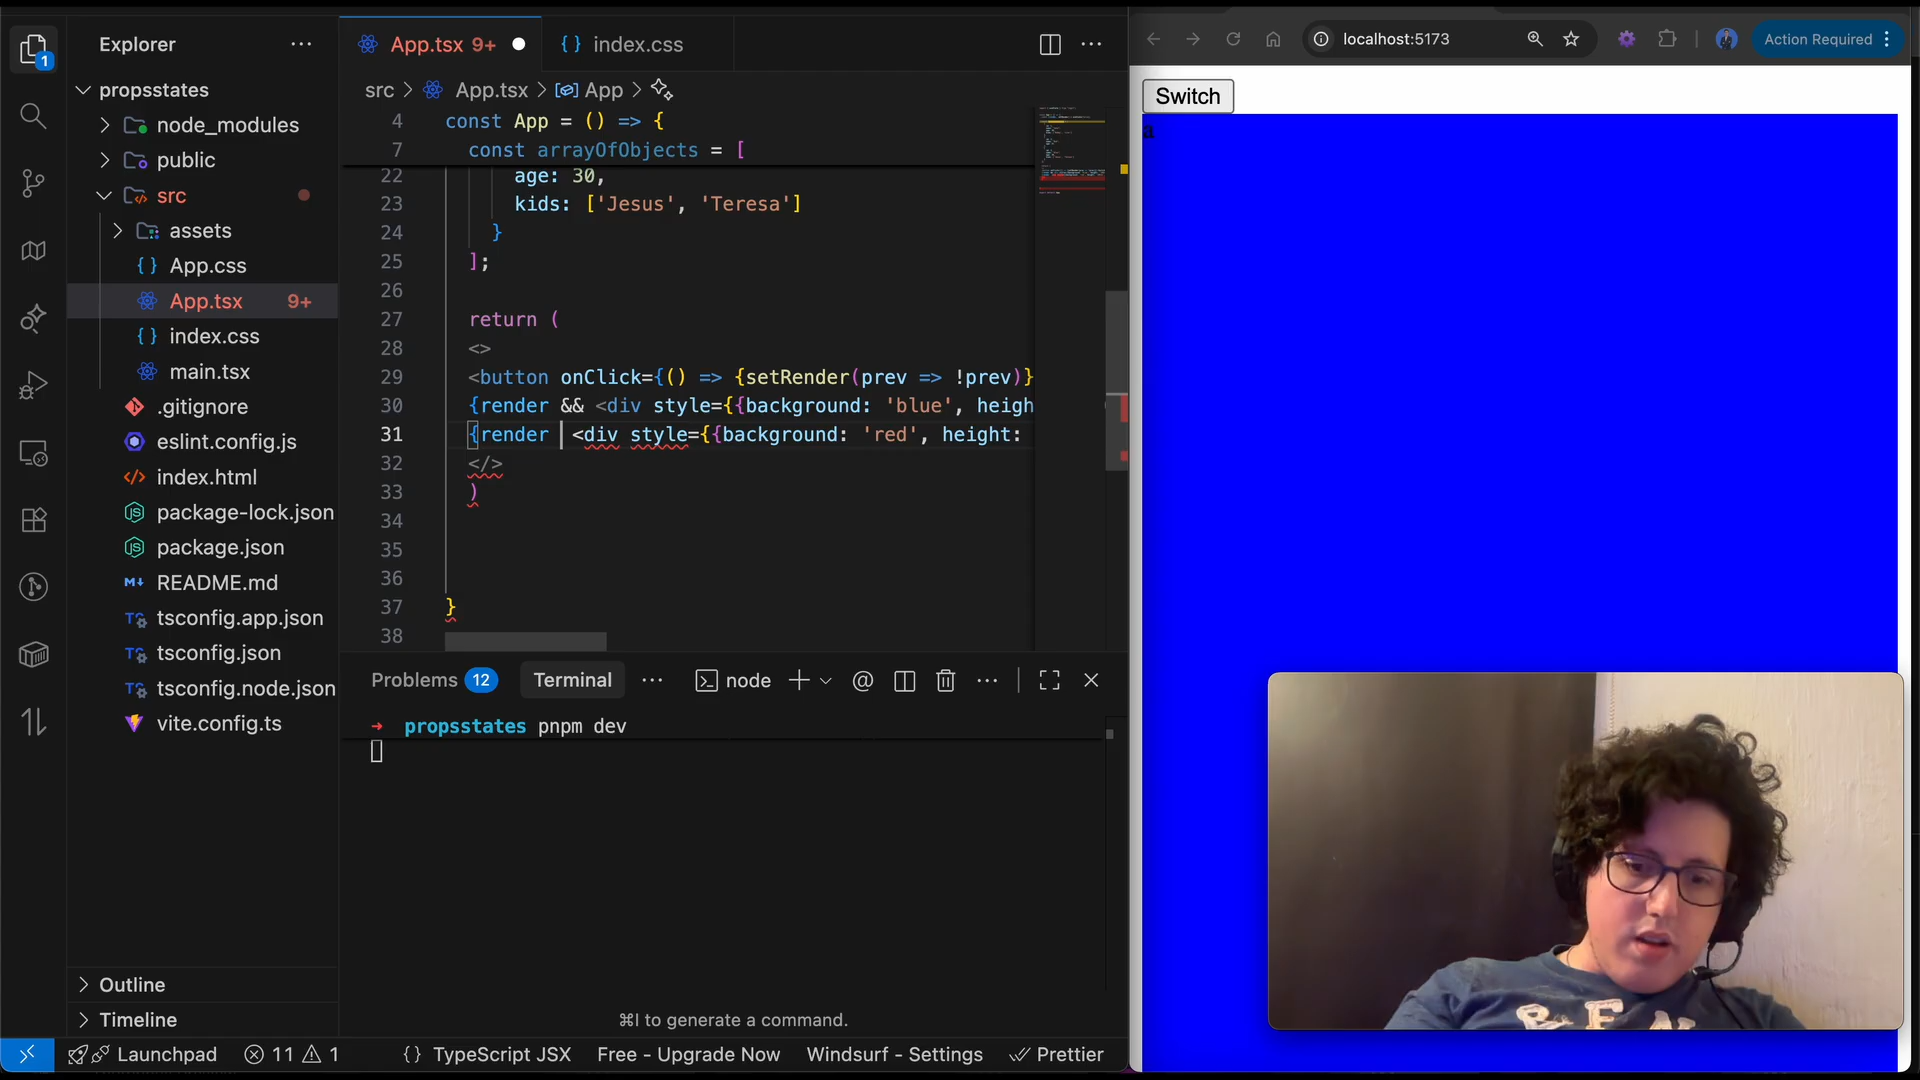 Explorer
propsstates
node_modules
public
src
assets
App.css
App.tsx 9+
index.css
main.tsx
.gitignore
eslint.config.js
index.html
package-lock.json
package.json
README.md
tsconfig.app.json
tsconfig.json
tsconfig.node.json
vite.config.ts
Outline
Timeline
1
App.tsx 9+
{ } index.css
src > App.tsx > App >
4 const App = () => {
7 const arrayOfObjects = [
22 age: 30,
23 kids: ['Jesus', 'Teresa']
24 }
25 ];
26
27 return (
28 <>
29 <button onClick={() => {setRender(prev => !prev)}
30 {render && <div style={{background: 'blue', heigh
31 {render <div style={{background: 'red', height:
32 </>
33 )
34
35
36
37 }
38
Problems 12 Terminal node
→ propsstates pnpm dev
⌘I to generate a command.
Launchpad 11 1 { } TypeScript JSX Free - Upgrade Now Windsurf - Settings Prettier
localhost:5173
Action Required
Switch
a